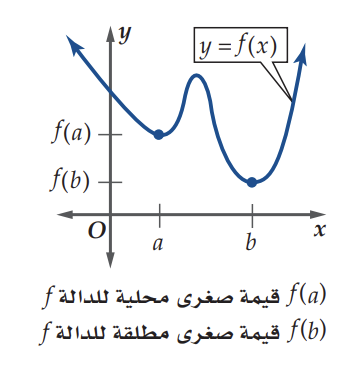 y
y = f(x)
f(a)
f(b)
O
a
b
x
f(a) قيمة صغرى محلية للدالة f
f(b) قيمة صغرى مطلقة للدالة f